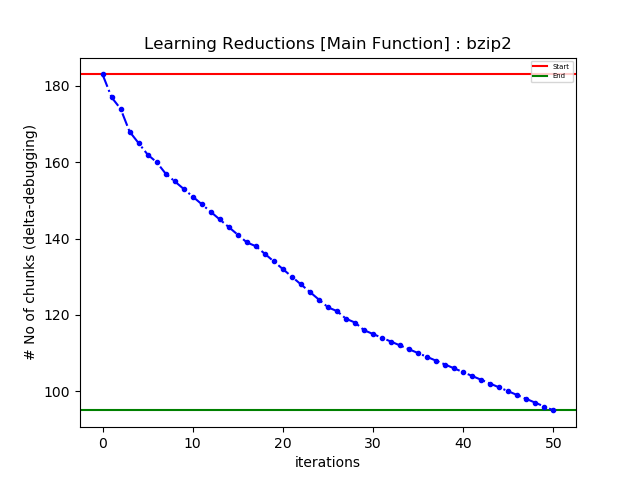 Learning Reductions [Main Function] : bzip2
Start
End
# No of chunks (delta-debugging)
180
160
140
120
100
0 10 20 30 40 50
iterations